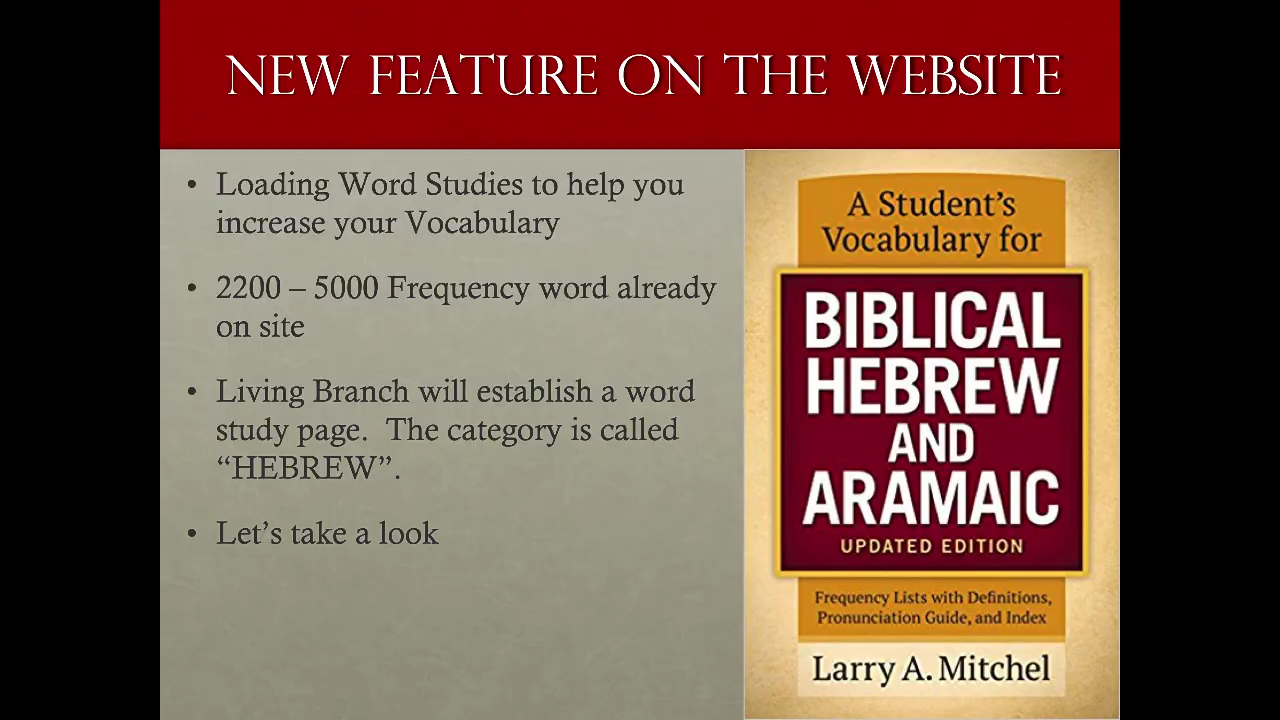 NEW FEATURE ON THE WEBSITE
• Loading Word Studies to help you
increase your Vocabulary
• 2200 – 5000 Frequency word already
on site
• Living Branch will establish a word
study page.  The category is called
“HEBREW”.
• Let’s take a look
A Student’s
Vocabulary for
BIBLICAL
HEBREW
AND
ARAMAIC
UPDATED EDITION
Frequency Lists with Definitions,
Pronunciation Guide, and Index
Larry A. Mitchel